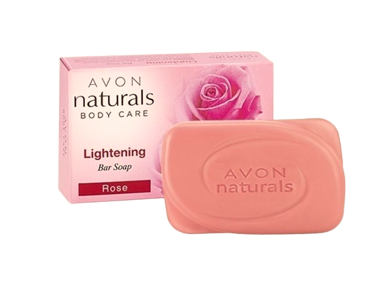 AVON
naturals
BODY CARE
Lightening
Bar Soap
Rose
AVON
naturals